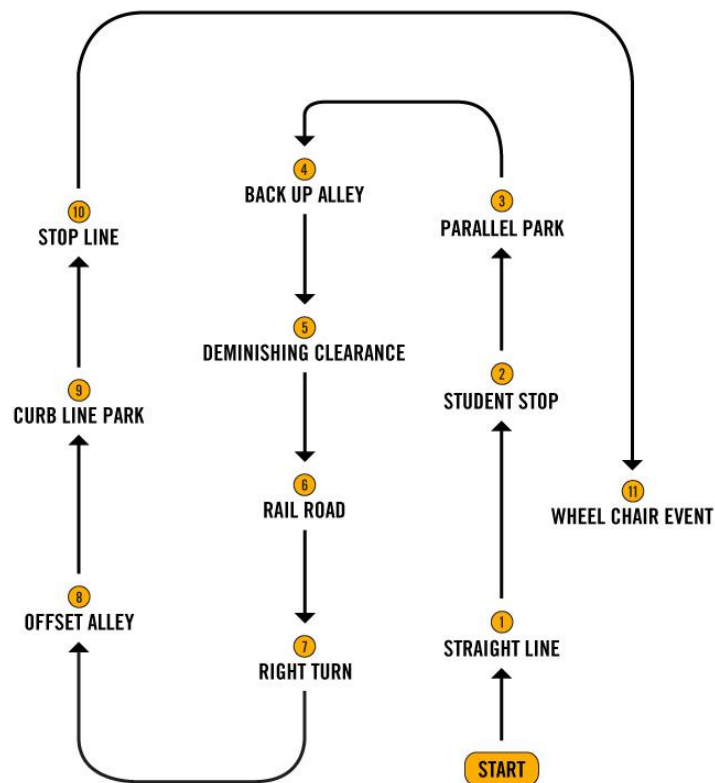 START
1
STRAIGHT LINE
2
STUDENT STOP
3
PARALLEL PARK
4
BACK UP ALLEY
5
DEMINISHING CLEARANCE
6
RAIL ROAD
7
RIGHT TURN
8
OFFSET ALLEY
9
CURB LINE PARK
10
STOP LINE
11
WHEEL CHAIR EVENT